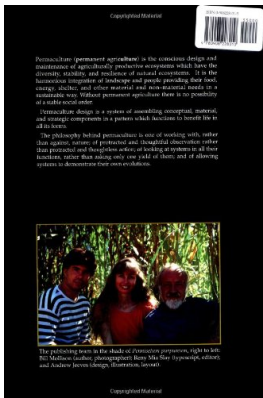 Copyrighted Material
Permaculture (permanent agriculture) is the conscious design and
maintenance of agriculturally productive ecosystems which have the
diversity, stability, and resilience of natural ecosystems. It is the
harmonious integration of landscape and people providing their food,
energy, shelter, and other material and non-material needs in a
sustainable way. Without permanent agriculture there is no possibility
of a stable social order.
Permaculture design is a system of assembling conceptual, material,
and strategic components in a pattern which functions to benefit life in
all its forms.
The philosophy behind permaculture is one of working with, rather
than against, nature; of protracted and thoughtful observation rather
than protracted and thoughtless action; of looking at systems in all their
functions, rather than asking only one yield of them; and of allowing
systems to demonstrate their own evolutions.
The publishing team in the shade of right to left:
Bill Mollison (author, photographer); Reny Mia Slay (typescript, editor);
and Andrew Jeeves (design, illustration, layout).
Copyrighted Material